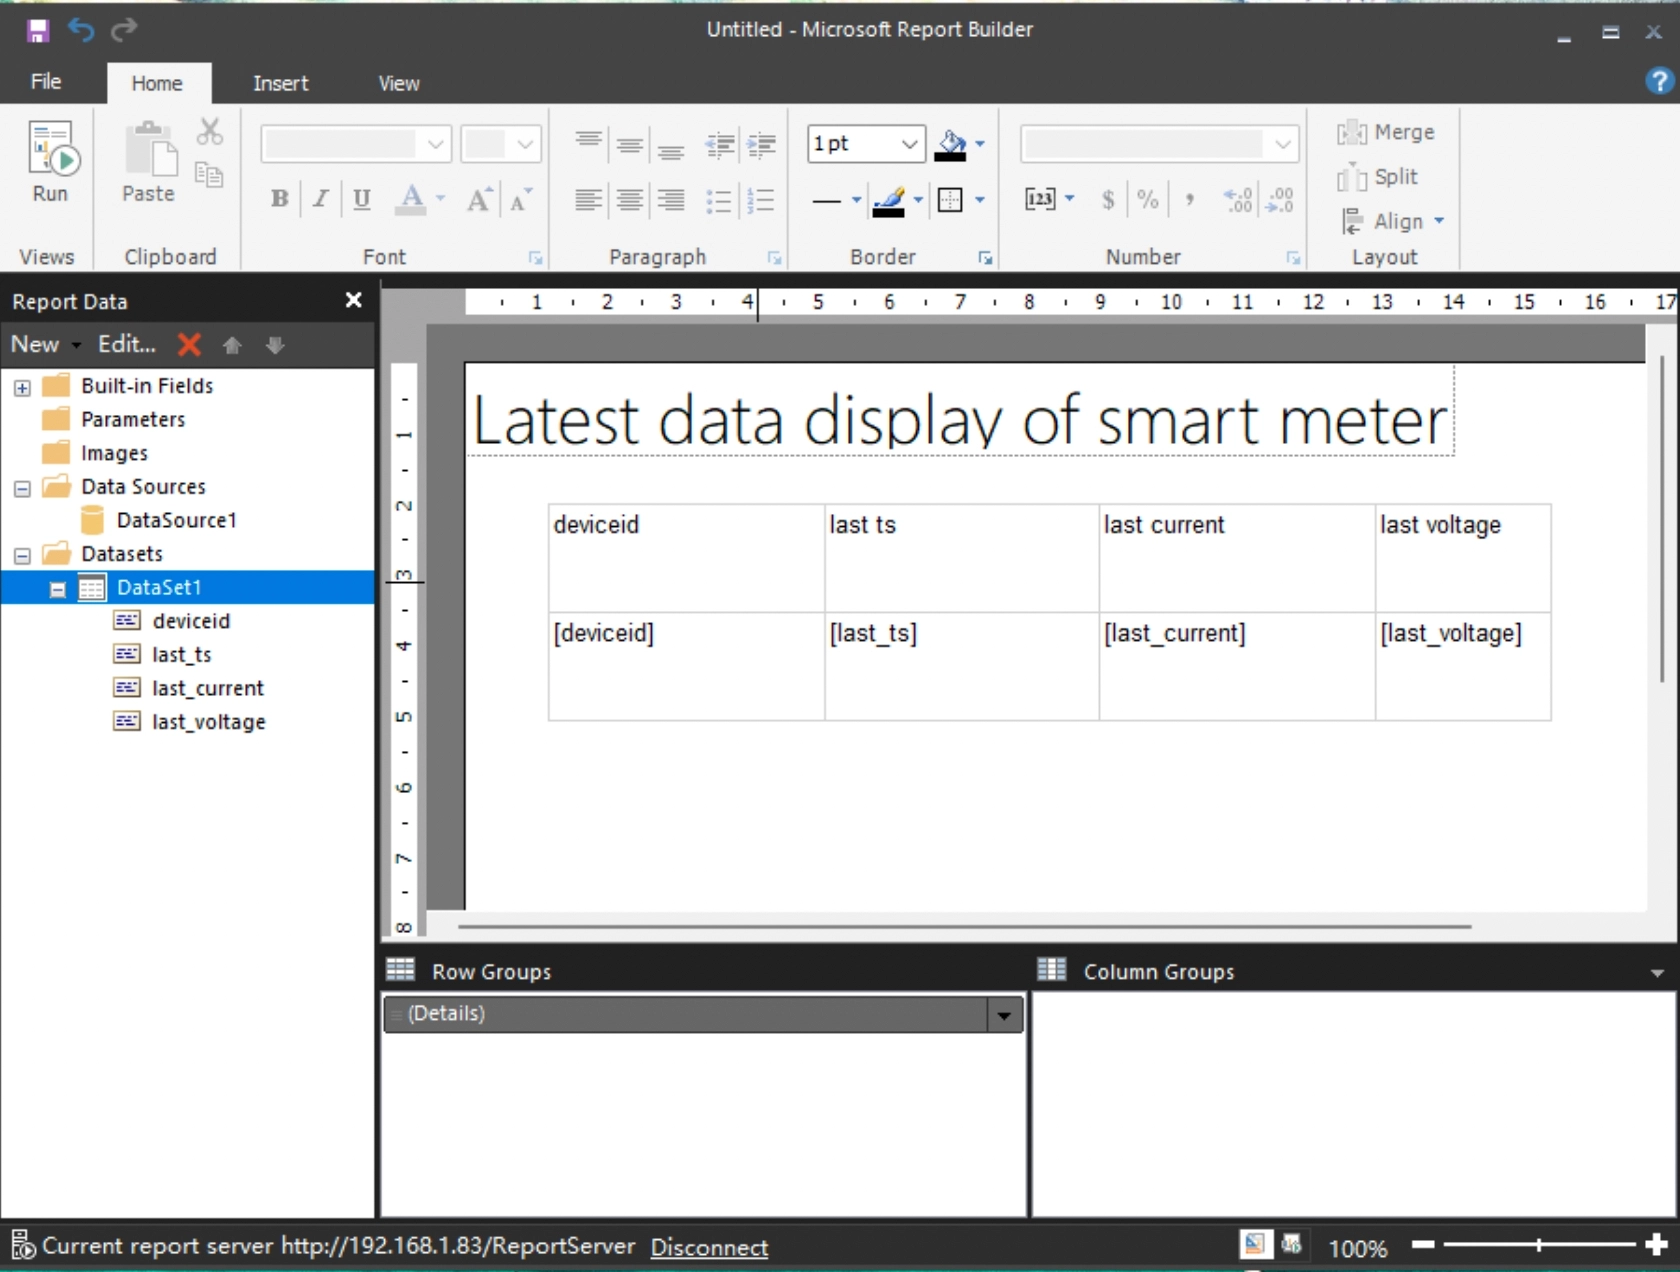 Untitled - Microsoft Report Builder
File Home Insert View
Run
Paste
1 pt
Merge
Split
Align
B I U A A A
[123] $ % , .0 .00 .00 .0
Views Clipboard Font Paragraph Border Number Layout
Report Data
New Edit...
Built-in Fields
Parameters
Images
Data Sources
DataSource1
Datasets
DataSet1
deviceid
last_ts
last_current
last_voltage
1 2 3 4 5 6 7 8 9 10 11 12 13 14 15 16 17
1
2
3
4
5
6
7
8
Latest data display of smart meter
deviceid last ts last current last voltage
[deviceid] [last_ts] [last_current] [last_voltage]
Row Groups
Column Groups
(Details)
Current report server http://192.168.1.83/ReportServer Disconnect
100%